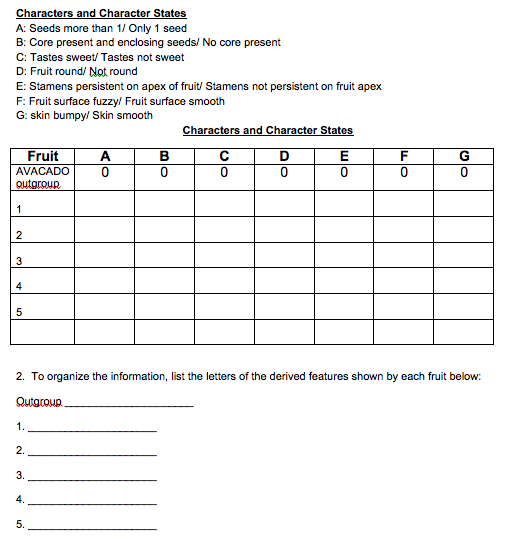 Characters and Character States
A: Seeds more than 1/ Only 1 seed
B: Core present and enclosing seeds/ No core present
C: Tastes sweet/ Tastes not sweet
D: Fruit round/ Not round
E: Stamens persistent on apex of fruit/ Stamens not persistent on fruit apex
F: Fruit surface fuzzy/ Fruit surface smooth
G: skin bumpy/ Skin smooth
Characters and Character States
Fruit A B C D E F G
AVACADO 0 0 0 0 0 0 0
outgroup
1
2
3
4
5
2. To organize the information, list the letters of the derived features shown by each fruit below:
Outgroup
1.
2.
3.
4.
5.